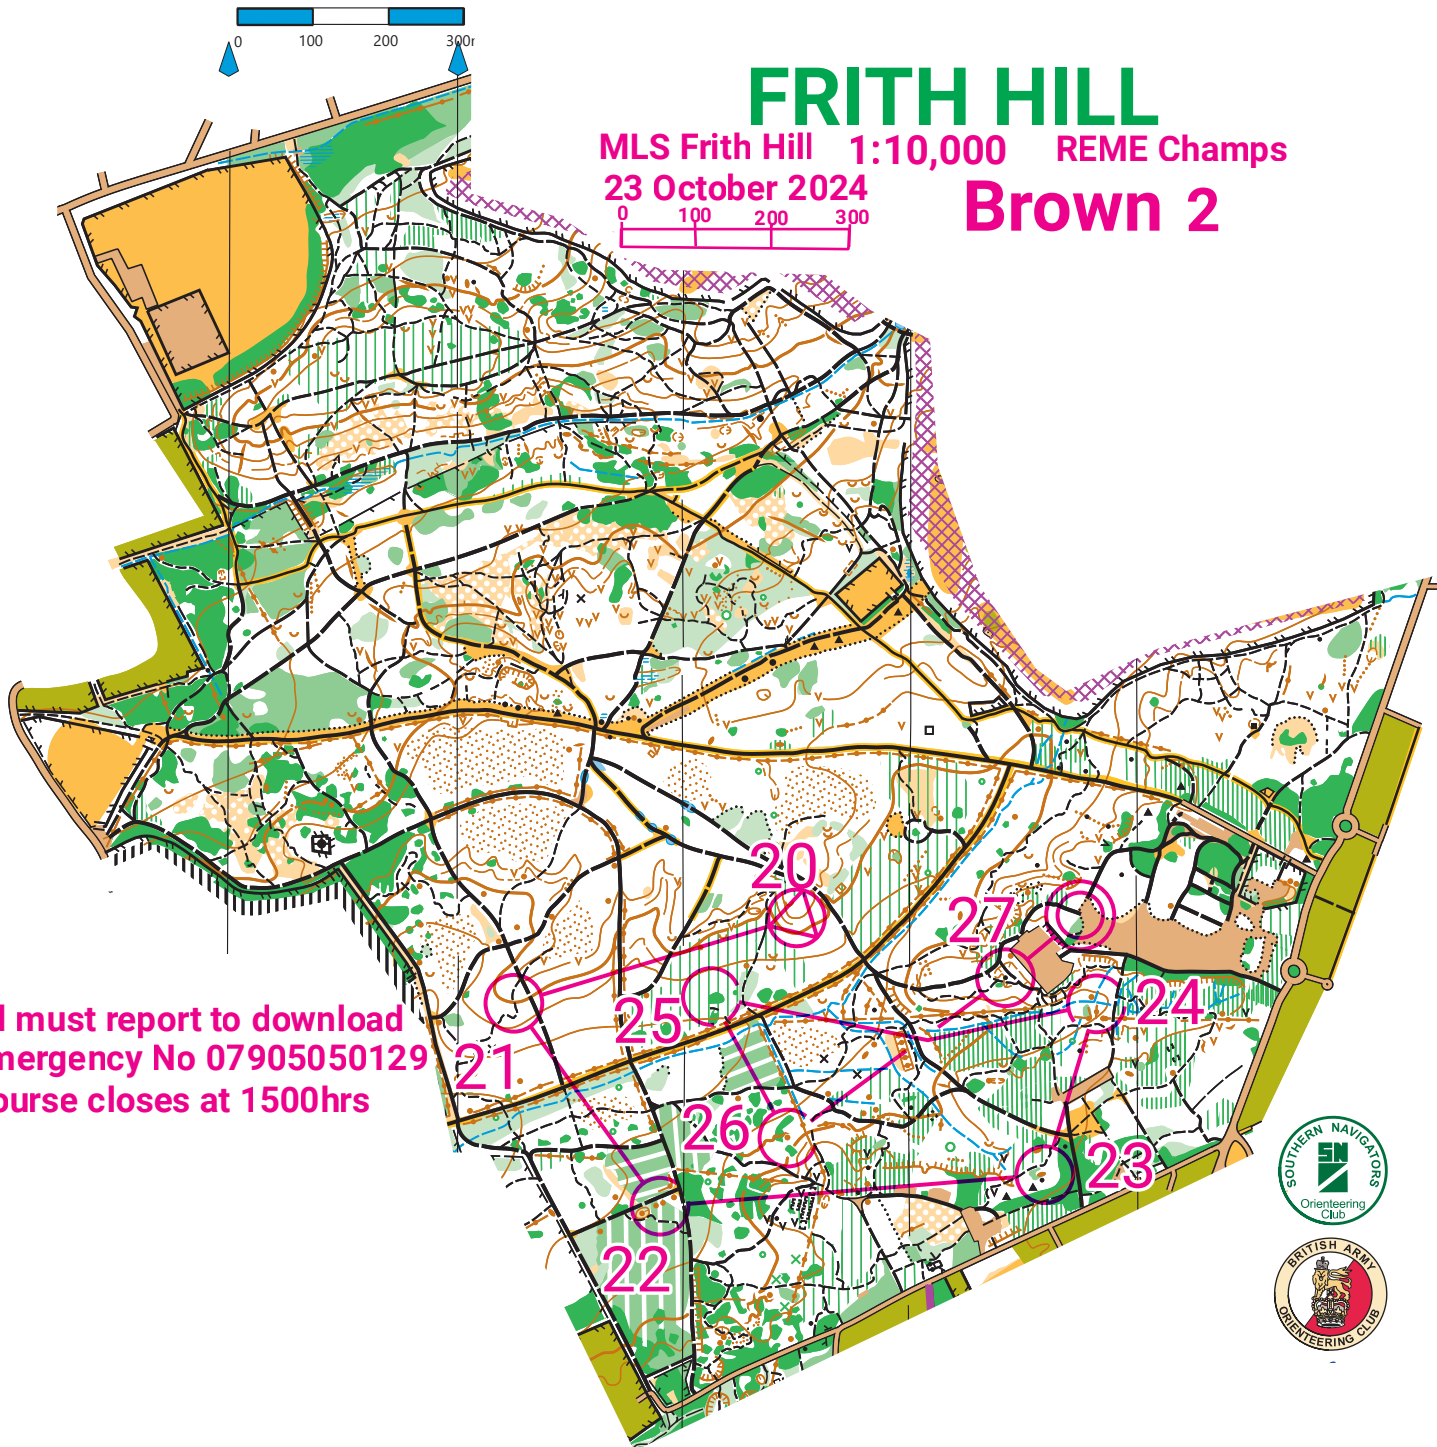 0 100 200 300m
FRITH HILL
MLS Frith Hill 1:10,000 REME Champs
23 October 2024
Brown 2
0 100 200 300
20
27
24
25
21
26
23
22
l must report to download
mergency No 07905050129
ourse closes at 1500hrs
SOUTHERN NAVIGATORS
SN
Orienteering
Club
BRITISH ARMY
ORIENTEERING CLUB